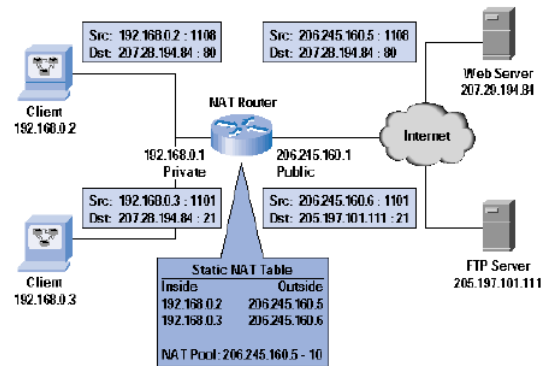 Src: 192.168.0.2 : 1108
Dst: 207.28.194.84 : 80
Src: 206.245.160.5 : 1108
Dst: 207.28.194.84 : 80
Client
192.168.0.2
Web Server
207.29.194.84
NAT Router
Internet
192.168.0.1
Private
206.245.160.1
Public
Src: 192.168.0.3 : 1101
Dst: 207.28.194.84 : 21
Src: 206.245.160.6 : 1101
Dst: 205.197.101.111 : 21
Client
192.168.0.3
FTP Server
205.197.101.111
Static NAT Table
Inside Outside
192.168.0.2 206.245.160.5
192.168.0.3 206.245.160.6
NAT Pool: 206.245.160.5 - 10